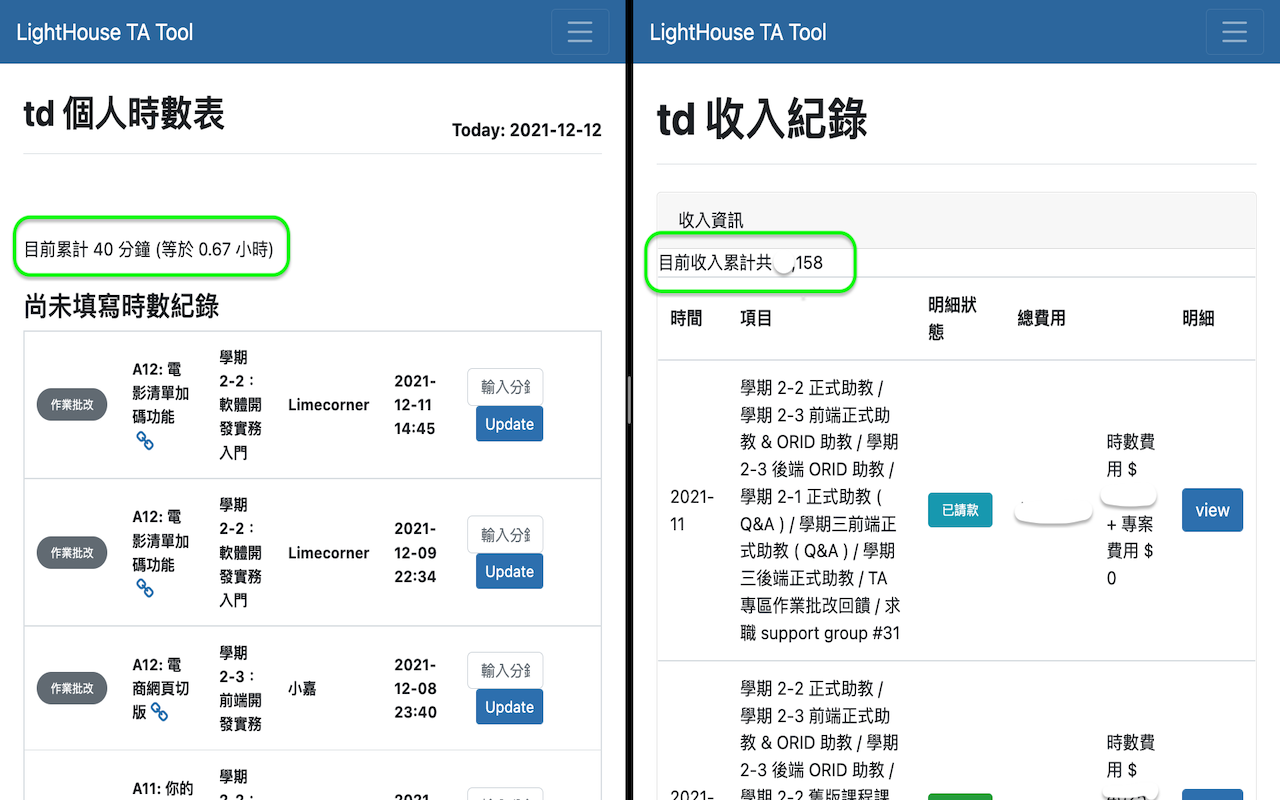 LightHouse TA Tool
td 個人時數表
Today: 2021-12-12
目前累計 40 分鐘 (等於 0.67 小時)
尚未填寫時數紀錄
作業批改
A12: 電
影清單加
碼功能
學期
2-2：
軟體開
發實務
入門
Limecorner
2021-
12-11
14:45
輸入分
Update
作業批改
A12: 電
影清單加
碼功能
學期
2-2：
軟體開
發實務
入門
Limecorner
2021-
12-09
22:34
輸入分
Update
作業批改
A12: 電
商網頁切
版
學期
2-3：
前端開
發實務
小嘉
2021-
12-08
23:40
輸入分
Update
A11: 你的
學期
2-2：
2021-
LightHouse TA Tool
td 收入紀錄
收入資訊
目前收入累計共 ,158
時間
項目
明細狀
態
總費用
明細
2021-
11
學期 2-2 正式助教 /
學期 2-3 前端正式助
教 & ORID 助教 / 學期
2-3 後端 ORID 助教 /
學期 2-1 正式助教 (
Q&A ) / 學期三前端正
式助教 ( Q&A ) / 學期
三後端正式助教 / TA
專區作業批改回饋 / 求
職 support group #31
已請款
時數費
用 $
+ 專案
費用 $
0
view
2021-
學期 2-2 正式助教 /
學期 2-3 前端正式助
教 & ORID 助教 / 學期
2-3 後端 ORID 助教 /
學期 2-2 舊版課程課
時數費
用 $